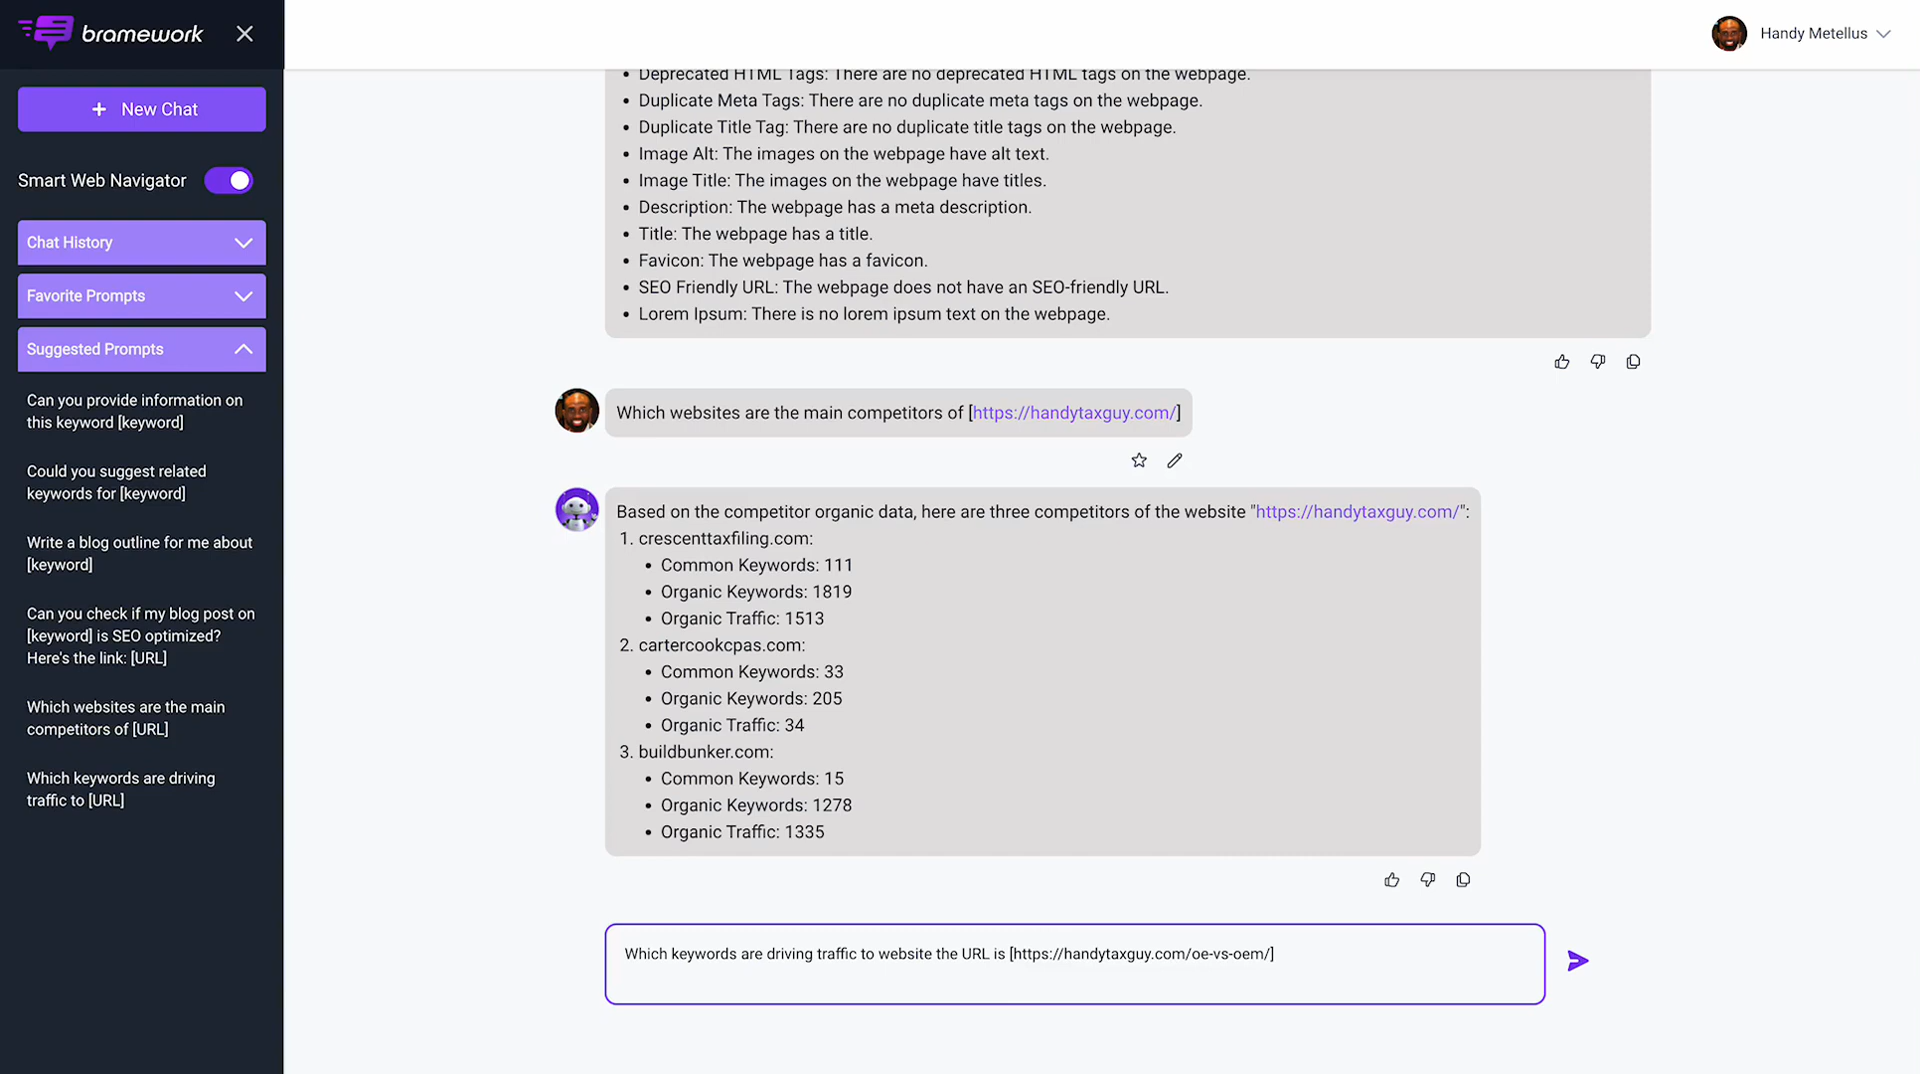 bramework
Handy Metellus
+ New Chat
Smart Web Navigator
Chat History
Favorite Prompts
Suggested Prompts
Can you provide information on
this keyword [keyword]
Could you suggest related
keywords for [keyword]
Write a blog outline for me about
[keyword]
Can you check if my blog post on
[keyword] is SEO optimized?
Here's the link: [URL]
Which websites are the main
competitors of [URL]
Which keywords are driving
traffic to [URL]
• Deprecated HTML Tags: There are no deprecated HTML tags on the webpage.
• Duplicate Meta Tags: There are no duplicate meta tags on the webpage.
• Duplicate Title Tag: There are no duplicate title tags on the webpage.
• Image Alt: The images on the webpage have alt text.
• Image Title: The images on the webpage have titles.
• Description: The webpage has a meta description.
• Title: The webpage has a title.
• Favicon: The webpage has a favicon.
• SEO Friendly URL: The webpage does not have an SEO-friendly URL.
• Lorem Ipsum: There is no lorem ipsum text on the webpage.
Which websites are the main competitors of [https://handytaxguy.com/]
Based on the competitor organic data, here are three competitors of the website "https://handytaxguy.com/":
1. crescenttaxfiling.com:
• Common Keywords: 111
• Organic Keywords: 1819
• Organic Traffic: 1513
2. cartercookcpas.com:
• Common Keywords: 33
• Organic Keywords: 205
• Organic Traffic: 34
3. buildbunker.com:
• Common Keywords: 15
• Organic Keywords: 1278
• Organic Traffic: 1335
Which keywords are driving traffic to website the URL is [https://handytaxguy.com/oe-vs-oem/]